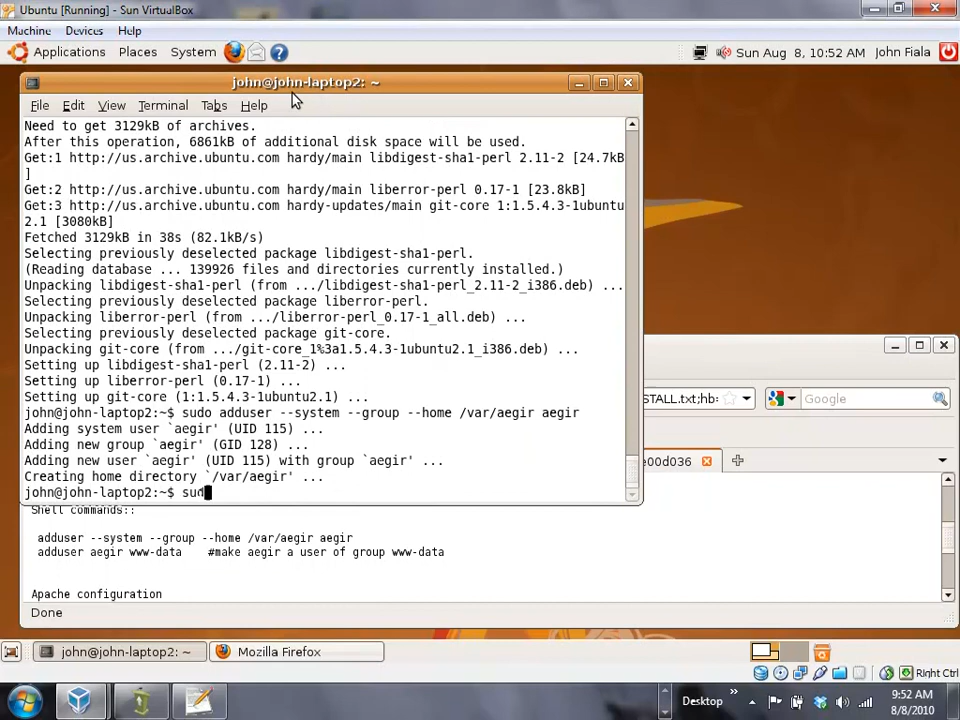 Ubuntu [Running] - Sun VirtualBox
Machine Devices Help
Applications Places System ? Sun Aug 8, 10:52 AM John Fiala
john@john-laptop2: ~
File Edit View Terminal Tabs Help
Need to get 3129kB of archives.
After this operation, 6861kB of additional disk space will be used.
Get:1 http://us.archive.ubuntu.com hardy/main libdigest-sha1-perl 2.11-2 [24.7kB
]
Get:2 http://us.archive.ubuntu.com hardy/main liberror-perl 0.17-1 [23.8kB]
Get:3 http://us.archive.ubuntu.com hardy-updates/main git-core 1:1.5.4.3-1ubuntu
2.1 [3080kB]
Fetched 3129kB in 38s (82.1kB/s)
Selecting previously deselected package libdigest-sha1-perl.
(Reading database ... 139926 files and directories currently installed.)
Unpacking libdigest-sha1-perl (from .../libdigest-sha1-perl_2.11-2_i386.deb) ...
Selecting previously deselected package liberror-perl.
Unpacking liberror-perl (from .../liberror-perl_0.17-1_all.deb) ...
Selecting previously deselected package git-core.
Unpacking git-core (from .../git-core_1%3a1.5.4.3-1ubuntu2.1_i386.deb) ...
Setting up libdigest-sha1-perl (2.11-2) ...
Setting up liberror-perl (0.17-1) ...
Setting up git-core (1:1.5.4.3-1ubuntu2.1) ...
john@john-laptop2:~$ sudo adduser --system --group --home /var/aegir aegir
Adding system user `aegir' (UID 115) ...
Adding new group `aegir' (GID 128) ...
Adding new user `aegir' (UID 115) with group `aegir' ...
Creating home directory `/var/aegir' ...
john@john-laptop2:~$ sud
STALL.txt;hb Google
e00d036
Shell commands::
adduser --system --group --home /var/aegir aegir
adduser aegir www-data #make aegir a user of group www-data
Apache configuration
Done
john@john-laptop2: ~ Mozilla Firefox
Right Ctrl
Desktop
9:52 AM
8/8/2010